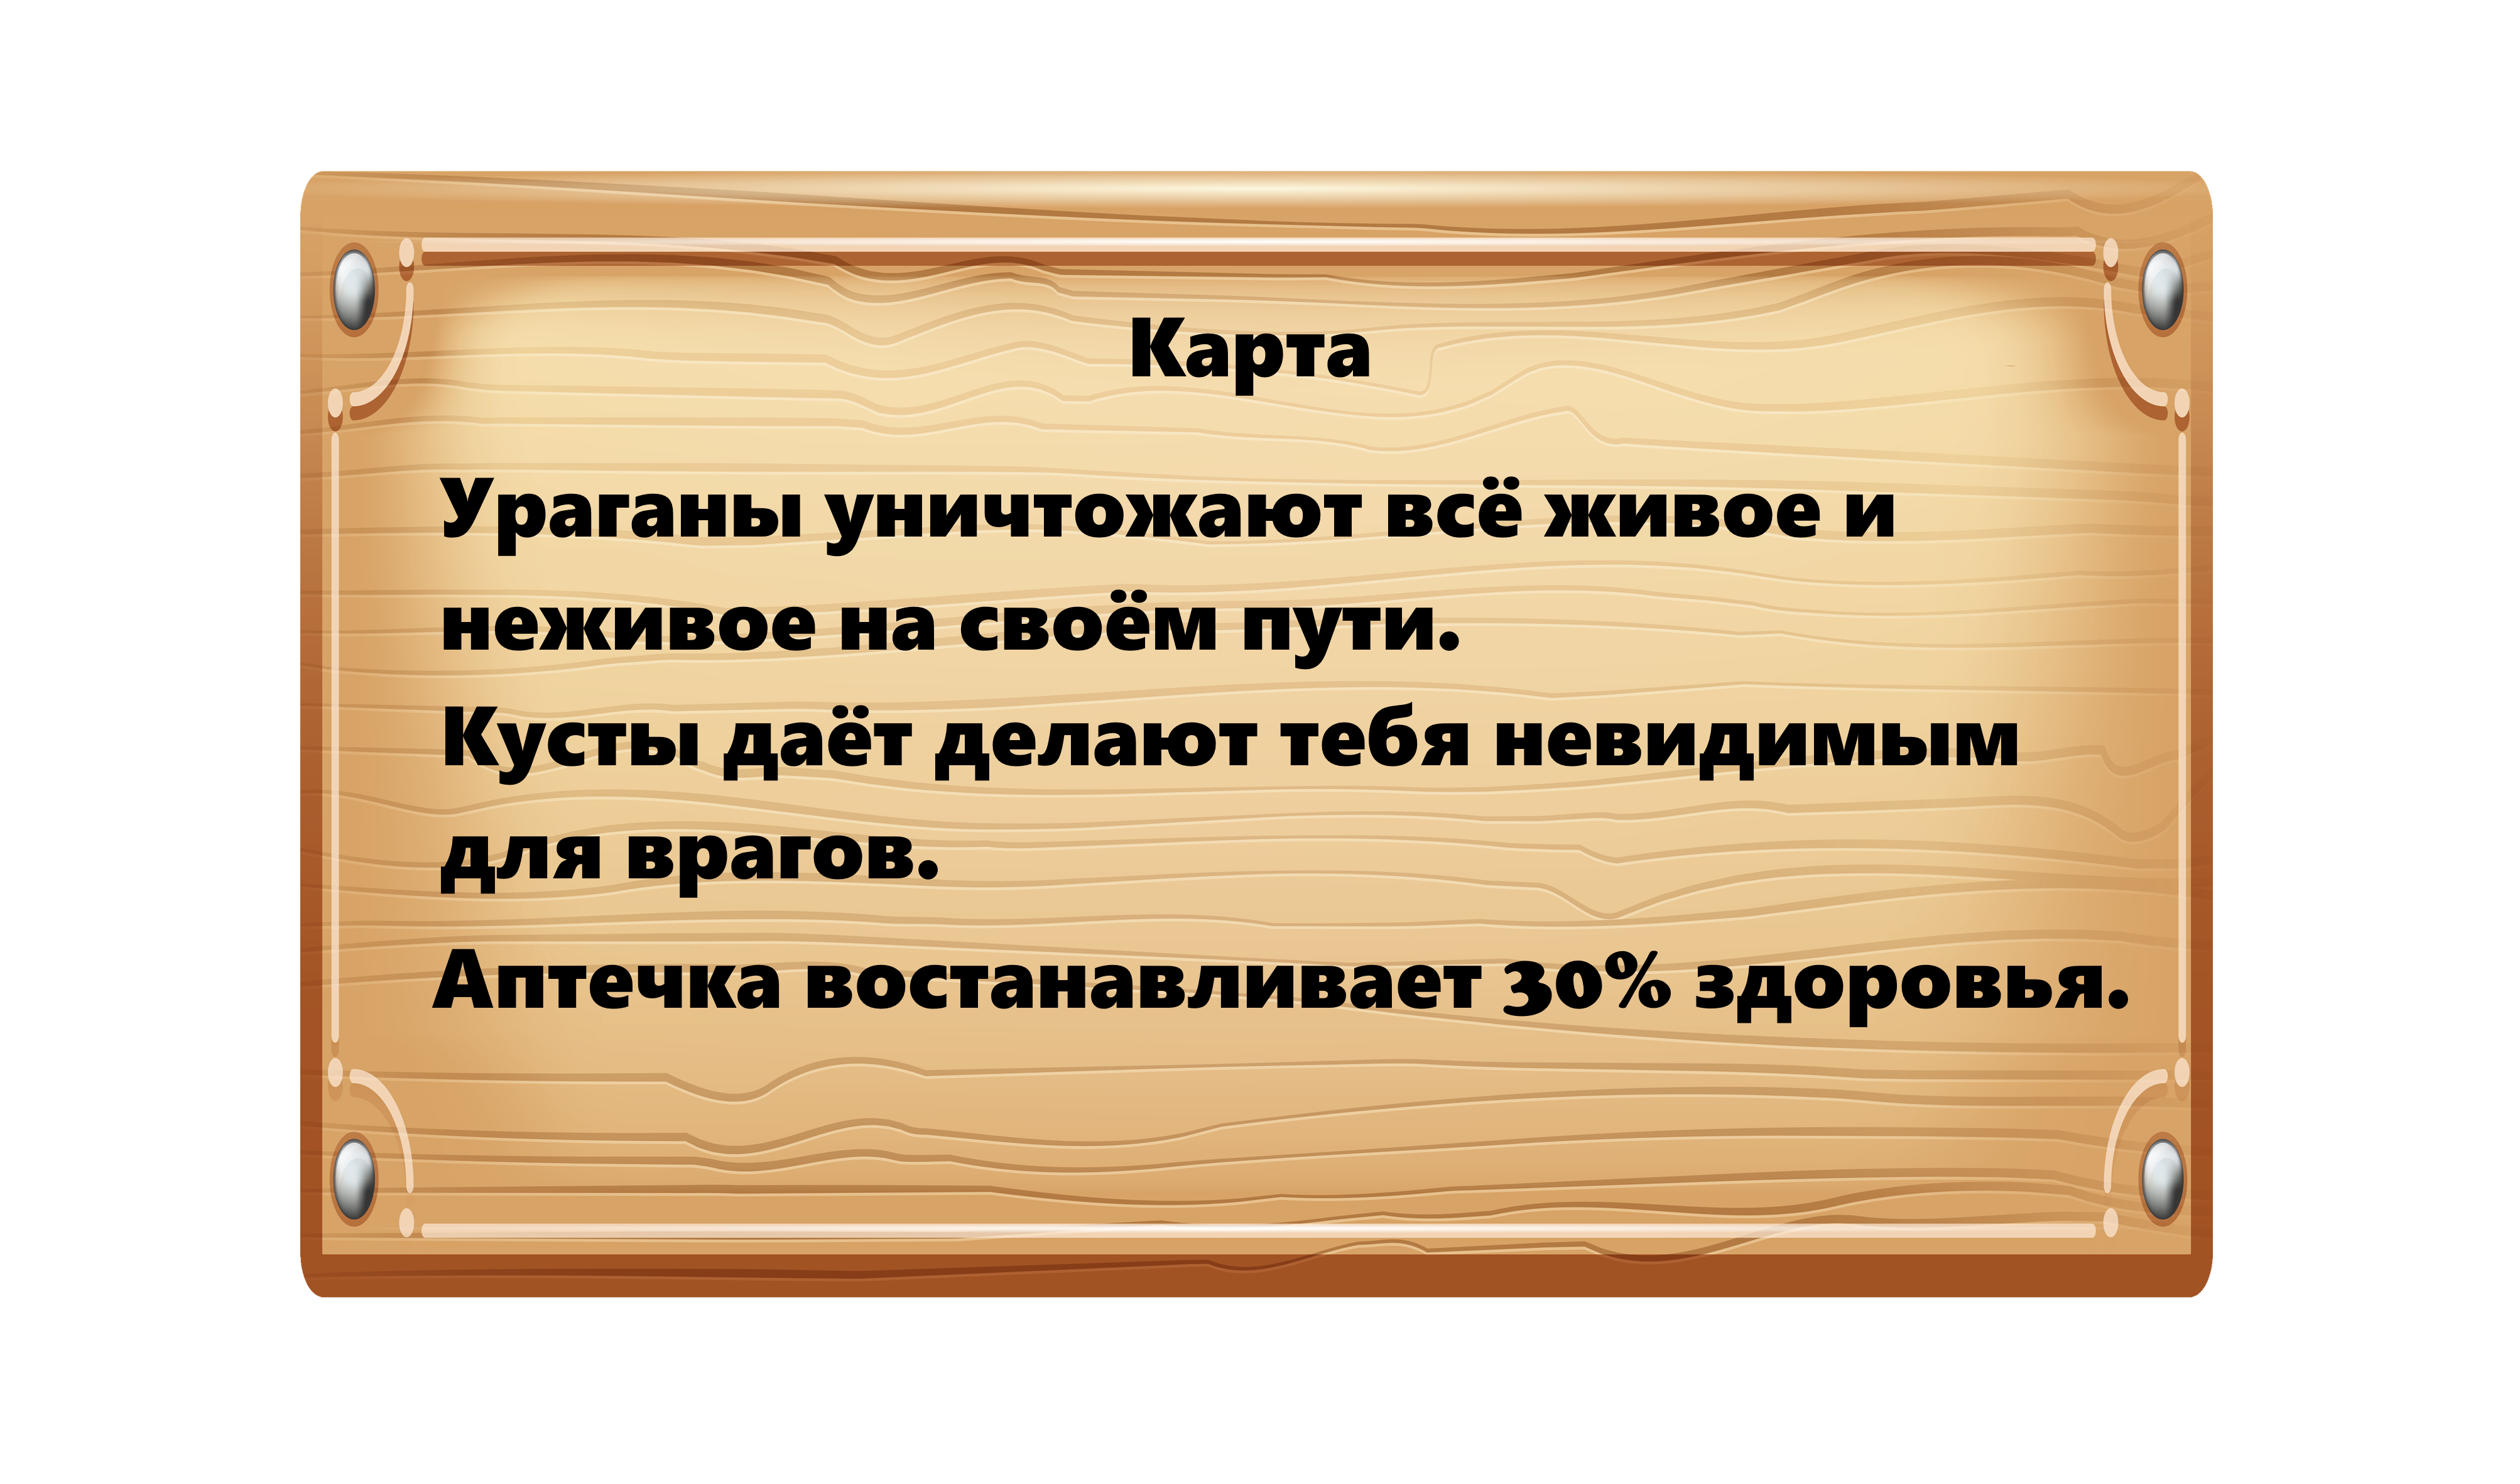 Карта
Ураганы уничтожают всё живое и
неживое на своём пути.
Кусты даёт делают тебя невидимым
для врагов.
Аптечка востанавливает 30% здоровья.